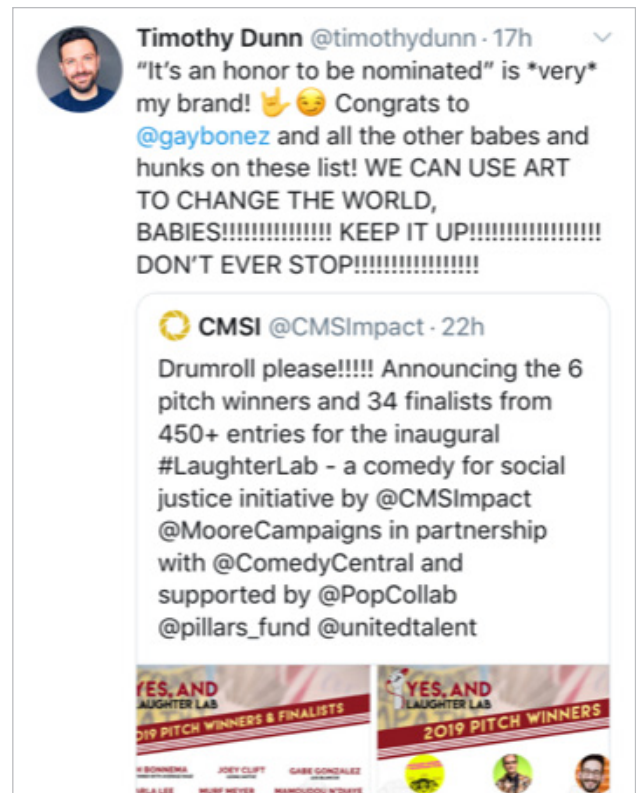 Timothy Dunn @timothydunn · 17h
“It’s an honor to be nominated” is *very*
my brand! 🤟😏 Congrats to
@gaybonez and all the other babes and
hunks on these list! WE CAN USE ART
TO CHANGE THE WORLD,
BABIES!!!!!!!!!!!!!!! KEEP IT UP!!!!!!!!!!!!!!!!!!
DON’T EVER STOP!!!!!!!!!!!!!!!!!
CMSI @CMSImpact · 22h
Drumroll please!!!!! Announcing the 6
pitch winners and 34 finalists from
450+ entries for the inaugural
#LaughterLab - a comedy for social
justice initiative by @CMSImpact
@MooreCampaigns in partnership
with @ComedyCentral and
supported by @PopCollab
@pillars_fund @unitedtalent
YES, AND
LAUGHTER LAB
2019 PITCH WINNERS & FINALISTS
BONNEMA JOEY CLIFT GABE GONZALEZ
LEE MURF MEYER MAMOUDOU N'DIAYE
YES, AND
LAUGHTER LAB
2019 PITCH WINNERS